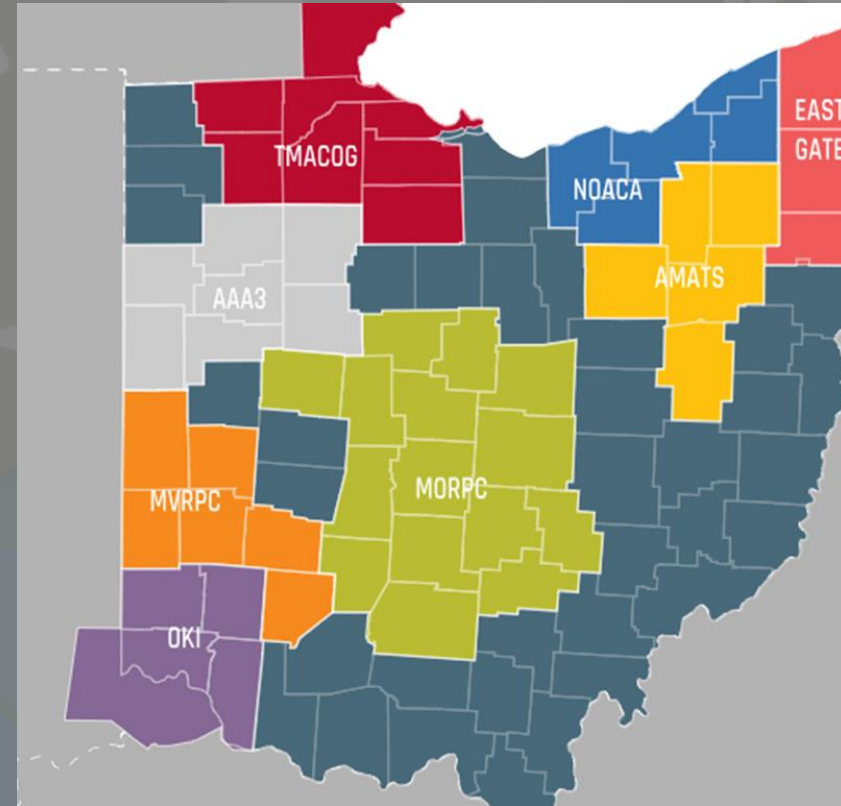 EAST
GATE
TMACOG
NOACA
AMATS
AAA3
MORPC
MVRPC
OKI